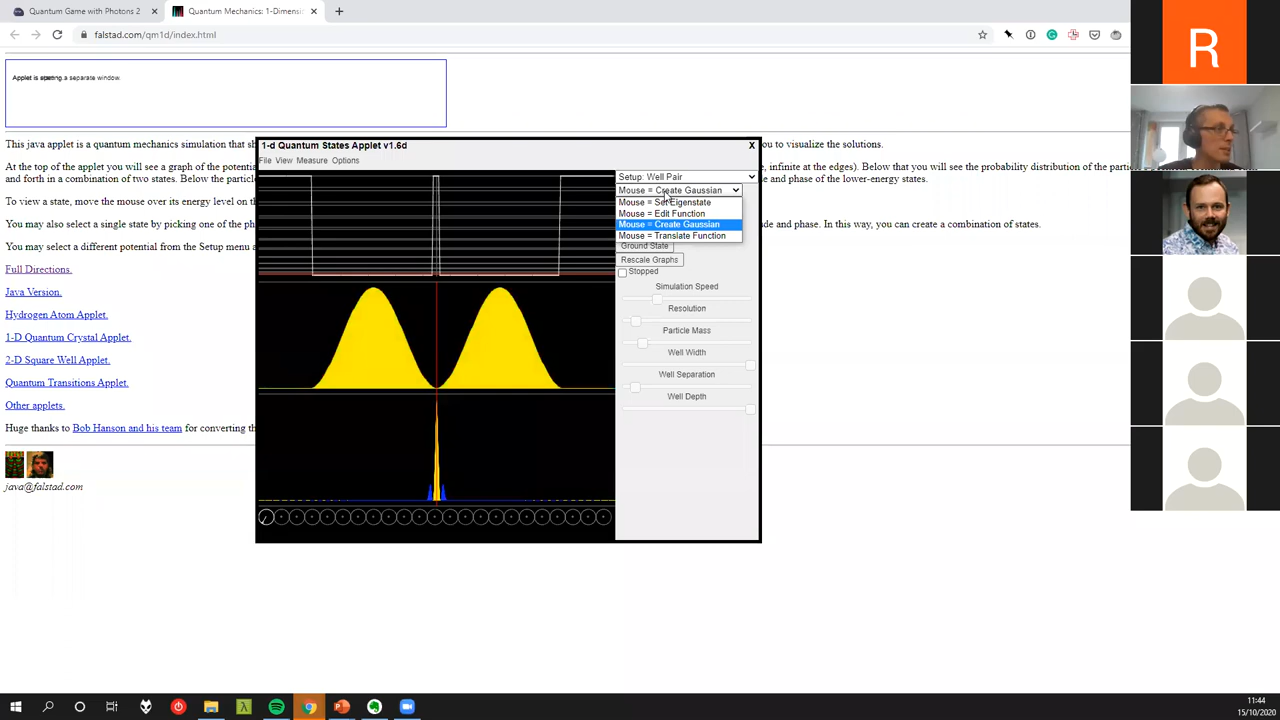 Quantum Game with Photons 2
Quantum Mechanics: 1-Dimensi
falstad.com/qm1d/index.html
R
Applet is a separate window.
This java applet is a quantum mechanics simulation that sh
ou to visualize the solutions.
At the top of the applet you will see a graph of the potentia
e, infinite at the edges). Below that you will see the probability distribution of the partic
and forth in a combination of two states. Below the particl
e and phase of the lower-energy states.
To view a state, move the mouse over its energy level on th
You may also select a single state by picking one of the ph
ude and phase. In this way, you can create a combination of states.
You may select a different potential from the Setup menu a
Full Directions.
Java Version.
Hydrogen Atom Applet.
1-D Quantum Crystal Applet.
2-D Square Well Applet.
Quantum Transitions Applet.
Other applets.
Huge thanks to Bob Hanson and his team for converting th
java@falstad.com
1-d Quantum States Applet v1.6d
X
File View Measure Options
Setup: Well Pair
Mouse = Create Gaussian
Mouse = Set Eigenstate
Mouse = Edit Function
Mouse = Create Gaussian
Mouse = Translate Function
Ground State
Rescale Graphs
Stopped
Simulation Speed
Resolution
Particle Mass
Well Width
Well Separation
Well Depth
11:44
15/10/2020